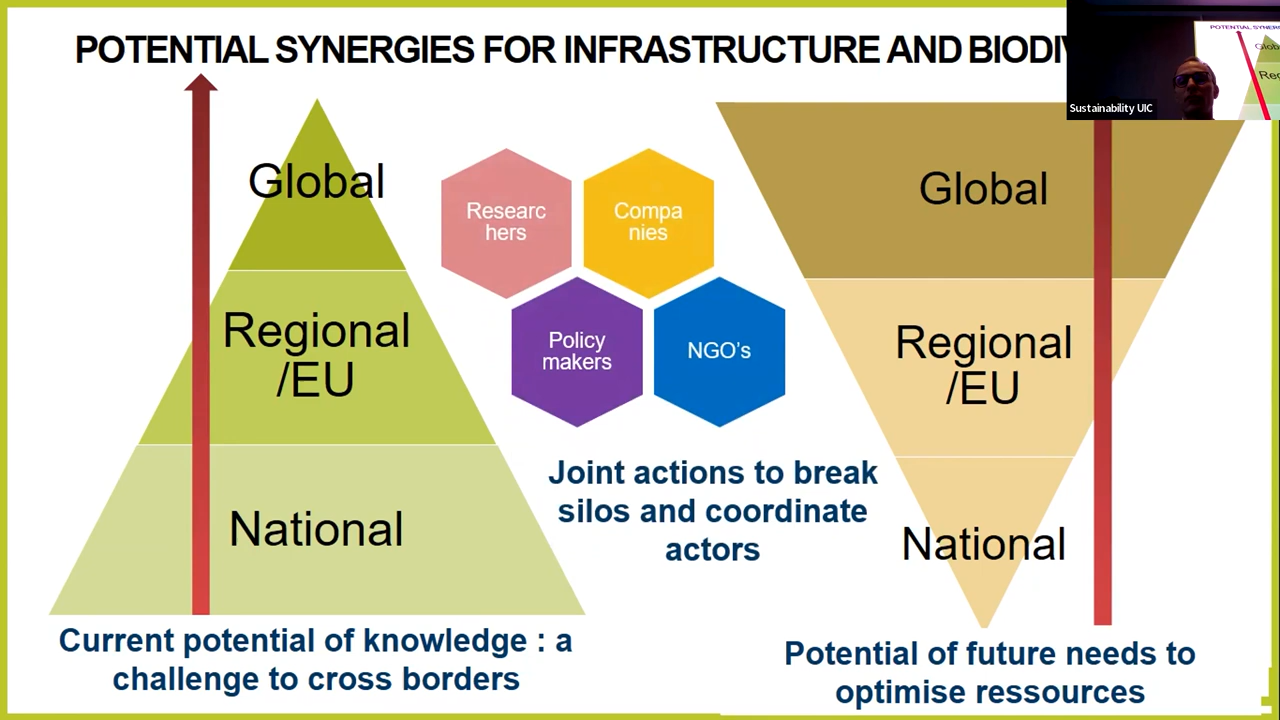 POTENTIAL SYNERGIES FOR INFRASTRUCTURE AND BIODIV
Global
Regional
/EU
National
Current potential of knowledge : a
challenge to cross borders
Researc
hers
Compa
nies
Policy
makers
NGO's
Joint actions to break
silos and coordinate
actors
Global
Regional
/EU
National
Potential of future needs to
optimise ressources
Sustainability UIC